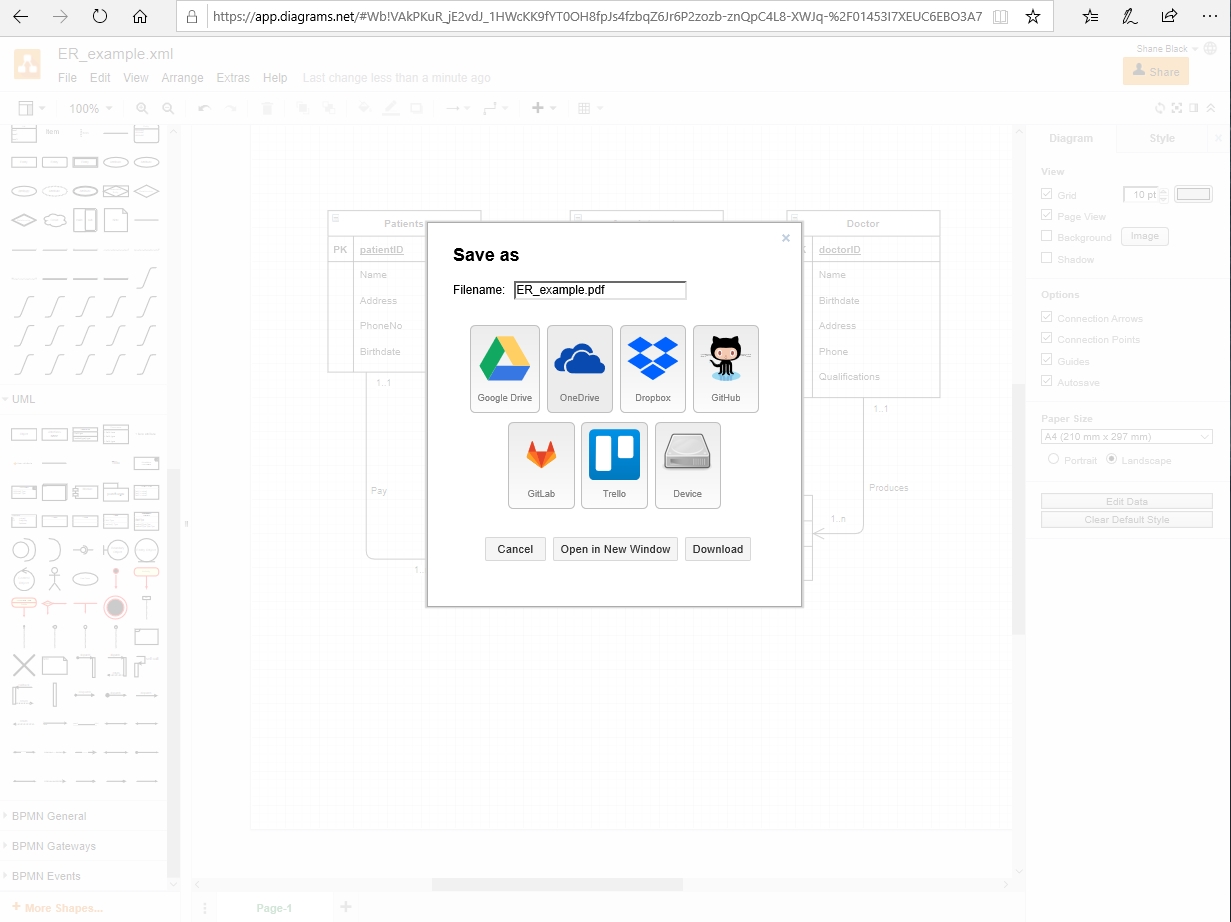 https://app.diagrams.net/#Wb!VAkPKuR_jE2vdJ_1HWcKK9fYT0OH8fpJs4fzbqZ6Jr6P2zozb-znQpC4L8-XWJq-%2F01453I7XEUC6EBO3A7
ER_example.xml
Shane Black
File Edit View Arrange Extras Help Last change less than a minute ago
Share
100%
Item
Diagram Style
View
Grid 10 pt
Page View
Background Image
Shadow
Options
Connection Arrows
Connection Points
Guides
Autosave
Paper Size
A4 (210 mm x 297 mm)
Portrait Landscape
Edit Data
Clear Default Style
UML
BPMN General
BPMN Gateways
BPMN Events
+ More Shapes...
Patients
PK patientID
Name
Address
PhoneNo
Birthdate
1..1
Pay
1..
Doctor
doctorID
Name
Birthdate
Address
Phone
Qualifications
1..1
Produces
1..n
Save as
Filename: ER_example.pdf
Google Drive OneDrive Dropbox GitHub
GitLab Trello Device
Cancel Open in New Window Download
Page-1